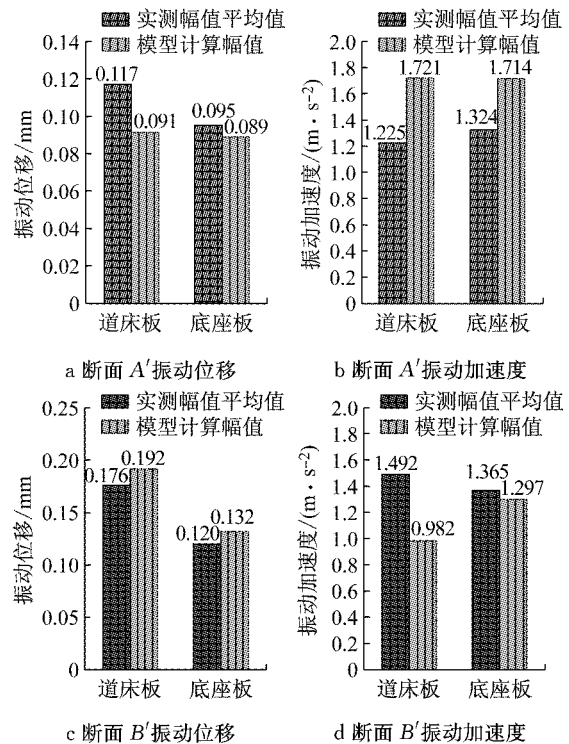 实测幅值平均值
模型计算幅值
振动位移/mm
0.14
0.12
0.10
0.08
0.06
0.04
0.02
0
0.117
0.091
0.095
0.089
道床板
底座板
a 断面 A′振动位移
实测幅值平均值
模型计算幅值
振动加速度/(m·s⁻²)
2.0
1.8
1.6
1.4
1.2
1.0
0.8
0.6
0.4
0.2
0
1.225
1.721
1.324
1.714
道床板
底座板
b 断面 A′振动加速度
实测幅值平均值
模型计算幅值
振动位移/mm
0.25
0.20
0.15
0.10
0.05
0
0.176
0.192
0.120
0.132
道床板
底座板
c 断面 B′振动位移
实测幅值平均值
模型计算幅值
振动加速度/(m·s⁻²)
2.0
1.8
1.6
1.4
1.2
1.0
0.8
0.6
0.4
0.2
0
1.492
0.982
1.365
1.297
道床板
底座板
d 断面 B′振动加速度